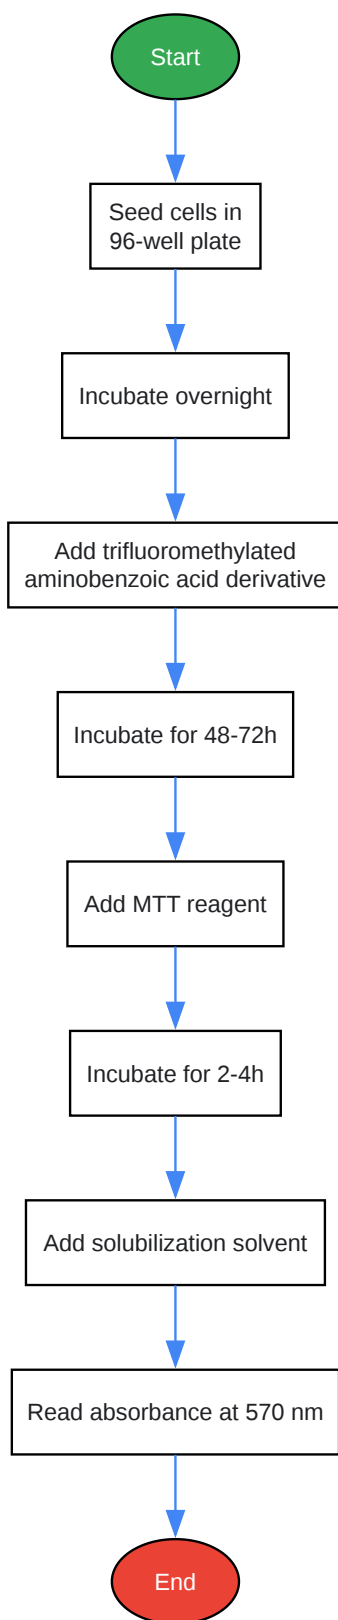 Start
Seed cells in
96-well plate
Incubate overnight
Add trifluoromethylated
aminobenzoic acid derivative
Incubate for 48-72h
Add MTT reagent
Incubate for 2-4h
Add solubilization solvent
Read absorbance at 570 nm
End